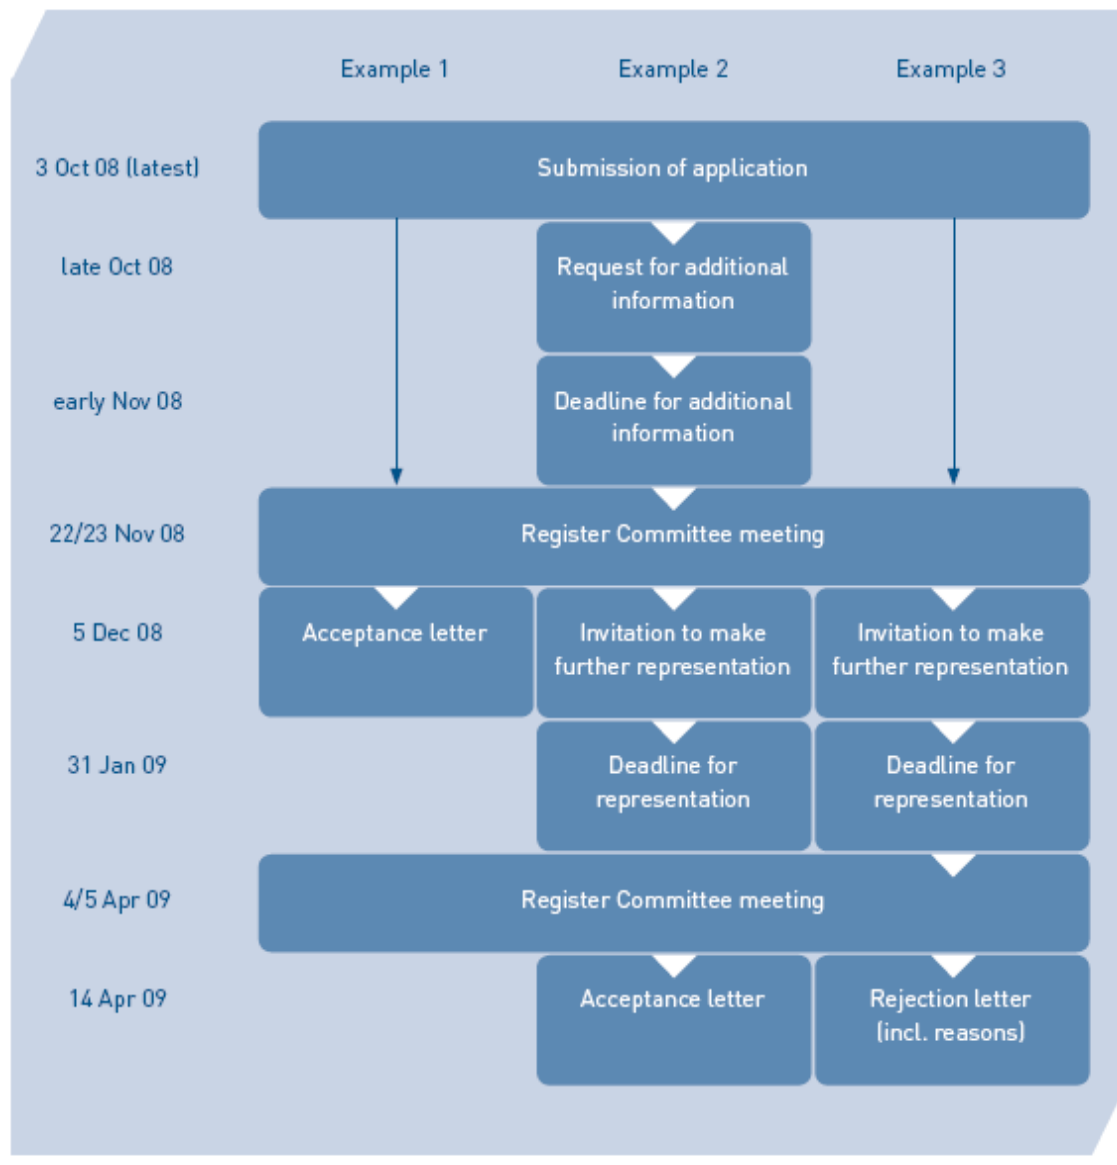 Example 1
Example 2
Example 3
3 Oct 08 (latest)
Submission of application
late Oct 08
Request for additional
information
early Nov 08
Deadline for additional
information
22/23 Nov 08
Register Committee meeting
5 Dec 08
Acceptance letter
Invitation to make
further representation
Invitation to make
further representation
31 Jan 09
Deadline for
representation
Deadline for
representation
4/5 Apr 09
Register Committee meeting
14 Apr 09
Acceptance letter
Rejection letter
(incl. reasons)